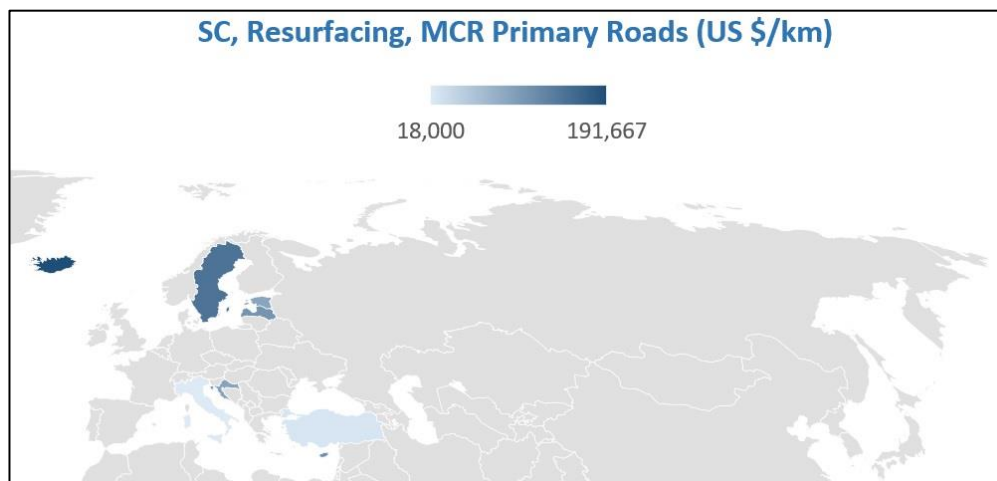 SC, Resurfacing, MCR Primary Roads (US $/km)
18,000 191,667